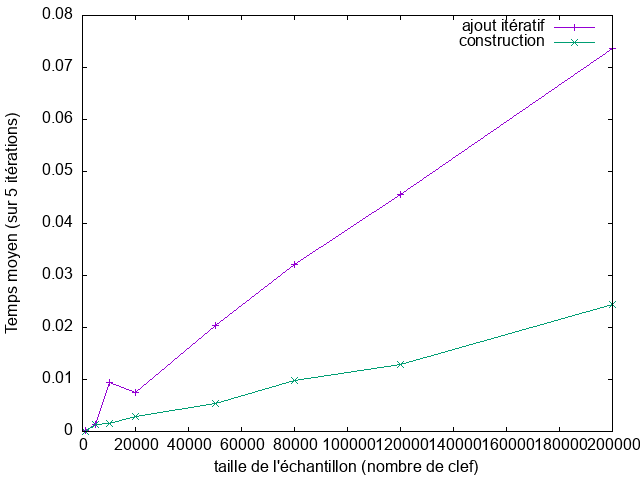 0.08
0.07
0.06
0.05
0.04
0.03
0.02
0.01
0
Temps moyen (sur 5 itérations)
ajout itératif
construction
0 20000 40000 60000 80000 100000 120000 140000 160000 180000 200000
taille de l'échantillon (nombre de clef)